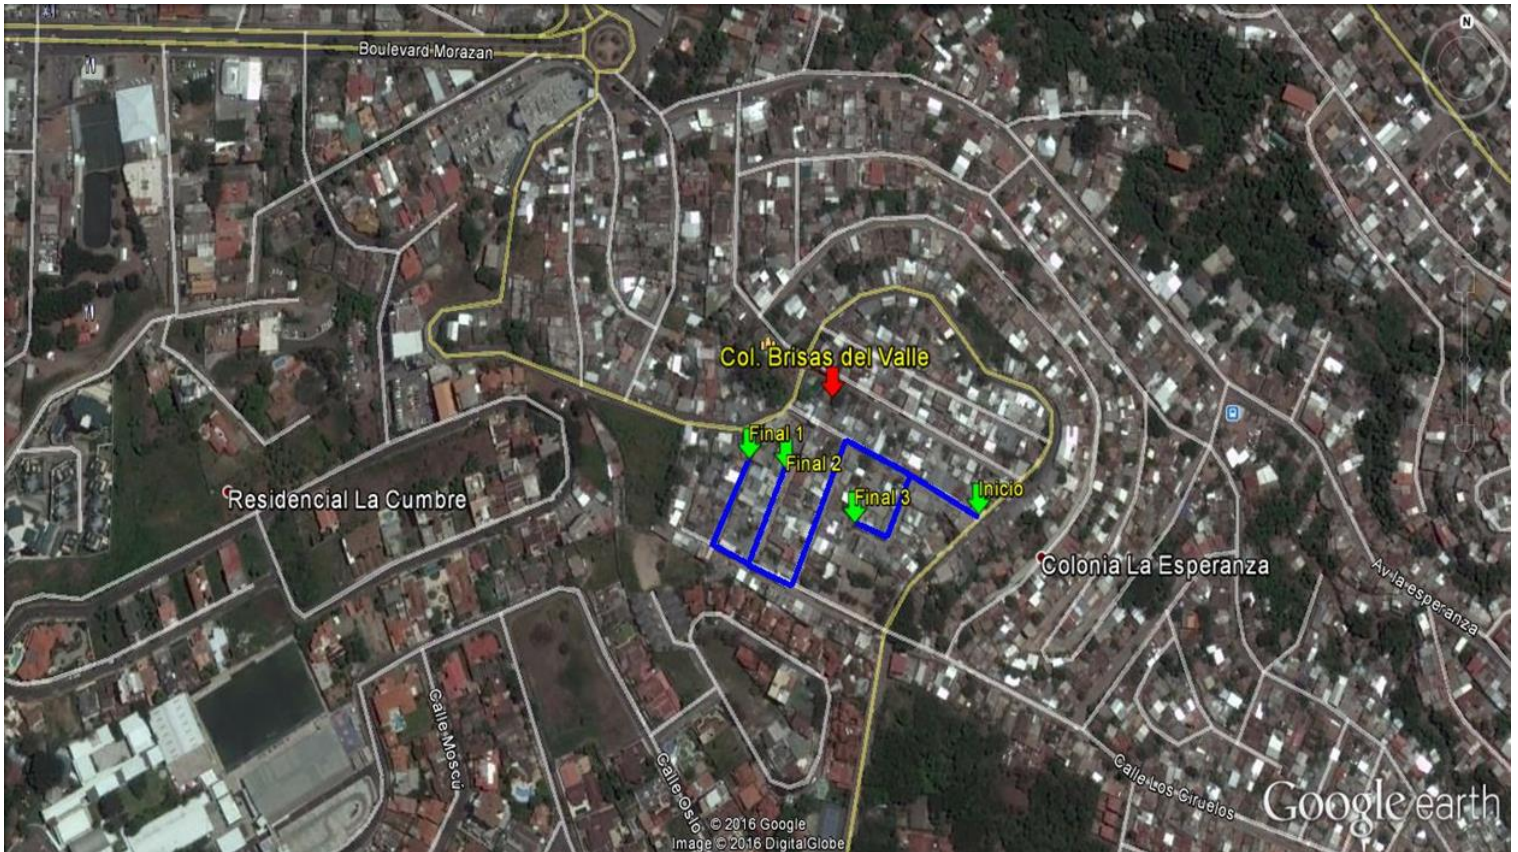 N
Boulevard Morazan
Col. Brisas del Valle
Final 1
Final 2
Final 3
Inicio
Residencial La Cumbre
Colonia La Esperanza
Av la esperanza
Calle Moscú
Calle Oslo
Calle Los Ciruelos
Google earth
© 2016 Google
Image © 2016 DigitalGlobe